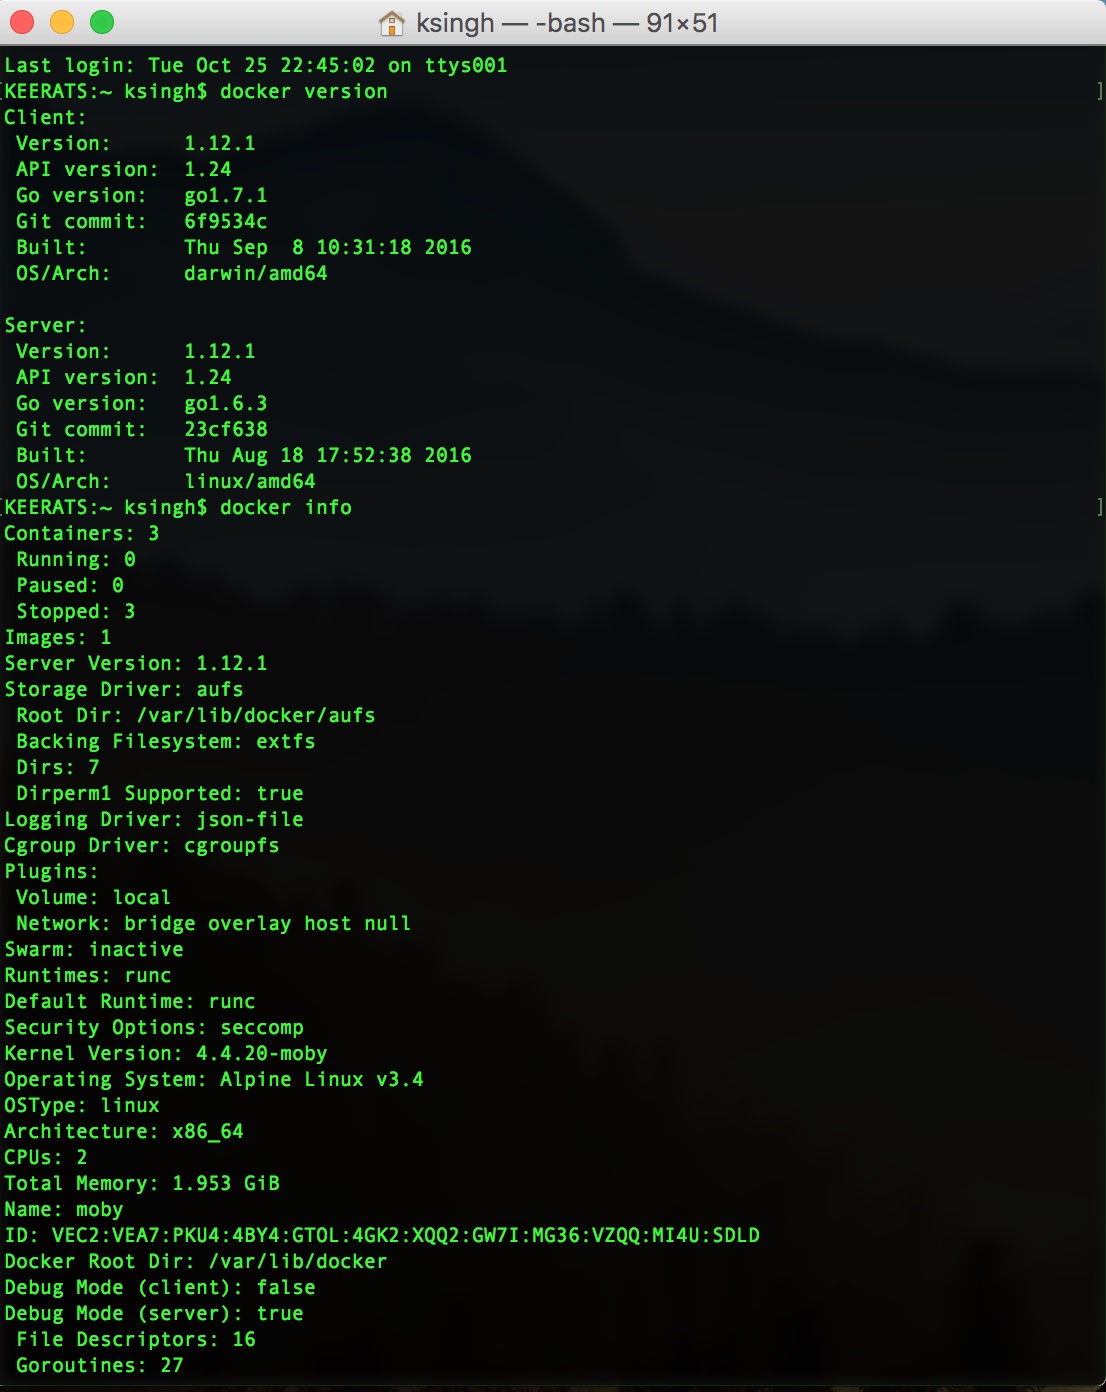 ksingh — -bash — 91×51
Last login: Tue Oct 25 22:45:02 on ttys001
[KEERATS:~ ksingh$ docker version ]
Client:
 Version:      1.12.1
 API version:  1.24
 Go version:   go1.7.1
 Git commit:   6f9534c
 Built:        Thu Sep  8 10:31:18 2016
 OS/Arch:      darwin/amd64

Server:
 Version:      1.12.1
 API version:  1.24
 Go version:   go1.6.3
 Git commit:   23cf638
 Built:        Thu Aug 18 17:52:38 2016
 OS/Arch:      linux/amd64
[KEERATS:~ ksingh$ docker info ]
Containers: 3
 Running: 0
 Paused: 0
 Stopped: 3
Images: 1
Server Version: 1.12.1
Storage Driver: aufs
 Root Dir: /var/lib/docker/aufs
 Backing Filesystem: extfs
 Dirs: 7
 Dirperm1 Supported: true
Logging Driver: json-file
Cgroup Driver: cgroupfs
Plugins:
 Volume: local
 Network: bridge overlay host null
Swarm: inactive
Runtimes: runc
Default Runtime: runc
Security Options: seccomp
Kernel Version: 4.4.20-moby
Operating System: Alpine Linux v3.4
OSType: linux
Architecture: x86_64
CPUs: 2
Total Memory: 1.953 GiB
Name: moby
ID: VEC2:VEA7:PKU4:4BY4:GTOL:4GK2:XQQ2:GW7I:MG36:VZQQ:MI4U:SDLD
Docker Root Dir: /var/lib/docker
Debug Mode (client): false
Debug Mode (server): true
 File Descriptors: 16
 Goroutines: 27